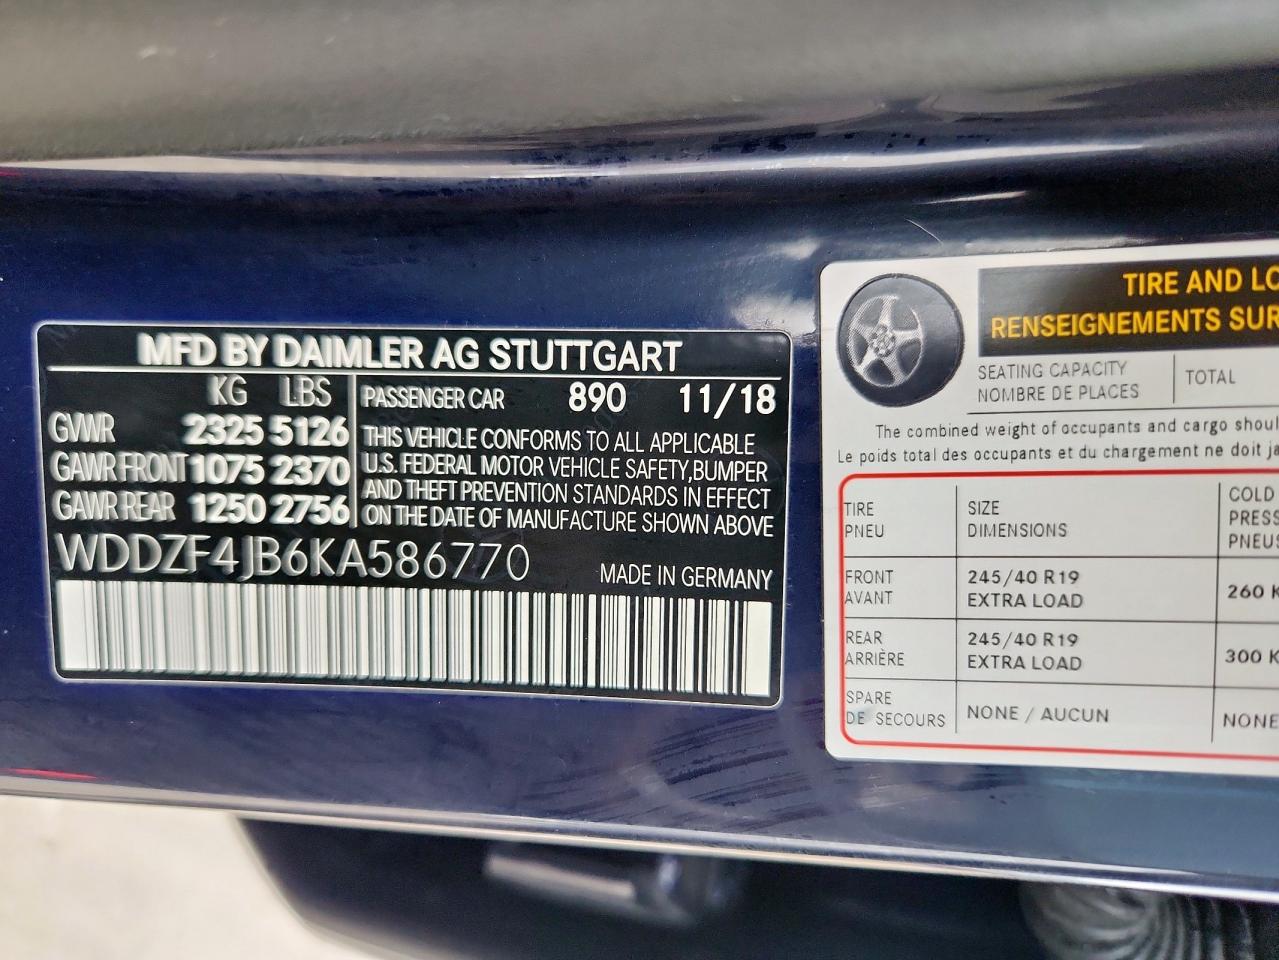 MFD BY DAIMLER AG STUTTGART
KG LBS
GVWR 2325 5126
GAWR FRONT 1075 2370
GAWR REAR 1250 2756
PASSENGER CAR 890 11/18
THIS VEHICLE CONFORMS TO ALL APPLICABLE
U.S. FEDERAL MOTOR VEHICLE SAFETY, BUMPER
AND THEFT PREVENTION STANDARDS IN EFFECT
ON THE DATE OF MANUFACTURE SHOWN ABOVE
WDDZF4JB6KA586770
MADE IN GERMANY
TIRE AND LO
RENSEIGNEMENTS SUR
SEATING CAPACITY
NOMBRE DE PLACES
TOTAL
The combined weight of occupants and cargo shoul
Le poids total des occupants et du chargement ne doit ja
TIRE
PNEU
SIZE
DIMENSIONS
COLD
PRESS
PNEUS
FRONT
AVANT
245/40 R19
EXTRA LOAD
260 K
REAR
ARRIÈRE
245/40 R19
EXTRA LOAD
300 K
SPARE
DE SECOURS
NONE / AUCUN
NONE